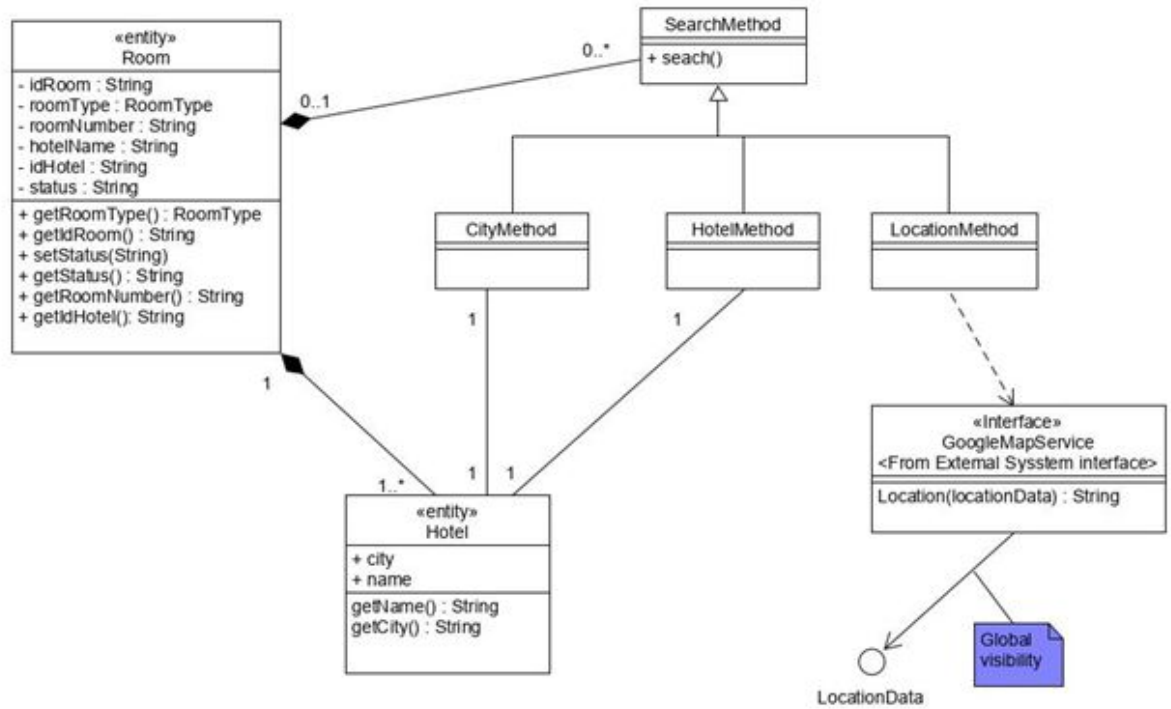 «entity»
Room
- idRoom : String
- roomType : RoomType
- roomNumber : String
- hotelName : String
- idHotel : String
- status : String
+ getRoomType() : RoomType
+ getIdRoom() : String
+ setStatus(String)
+ getStatus() : String
+ getRoomNumber() : String
+ getIdHotel(): String
0..1
0..*
SearchMethod
+ seach()
CityMethod
HotelMethod
LocationMethod
1
1
1
1..*
1
1
«entity»
Hotel
+ city
+ name
getName() : String
getCity() : String
«Interface»
GoogleMapService
<From External Sysstem interface>
Location(locationData) : String
Global
visibility
LocationData